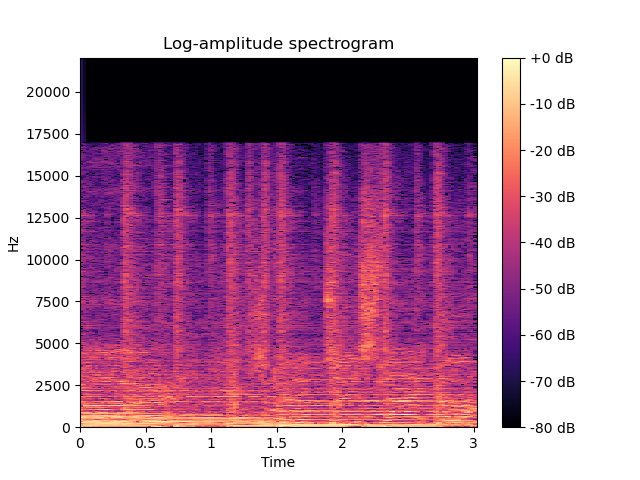 Log-amplitude spectrogram
Hz
20000
17500
15000
12500
10000
7500
5000
2500
0
0
0.5
1
1.5
2
2.5
3
Time
+0 dB
-10 dB
-20 dB
-30 dB
-40 dB
-50 dB
-60 dB
-70 dB
-80 dB